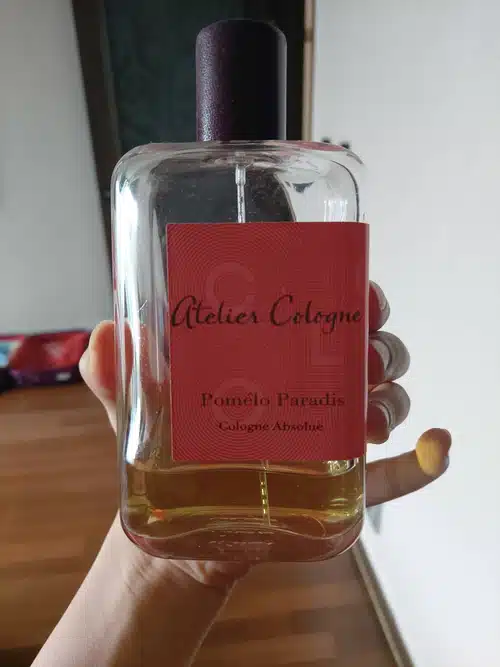 Atelier Cologne
Pomélo Paradis
Cologne Absolue